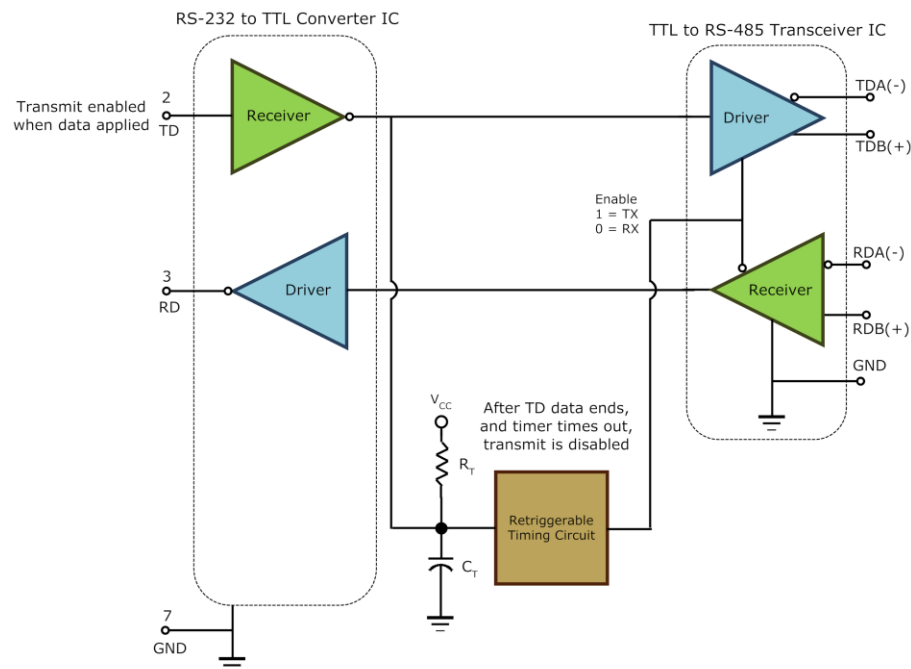 RS-232 to TTL Converter IC
TTL to RS-485 Transceiver IC
Transmit enabled
when data applied
2
TD
Receiver
Driver
TDA(-)
TDB(+)
Enable
1 = TX
0 = RX
3
RD
Driver
Receiver
RDA(-)
RDB(+)
GND
VCC
RT
After TD data ends,
and timer times out,
transmit is disabled
Retriggerable
Timing Circuit
CT
7
GND